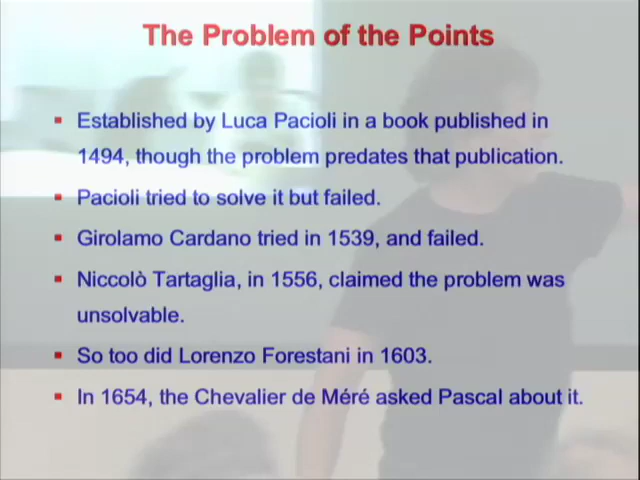 The Problem of the Points
▪ Established by Luca Pacioli in a book published in
1494, though the problem predates that publication.
▪ Pacioli tried to solve it but failed.
▪ Girolamo Cardano tried in 1539, and failed.
▪ Niccolò Tartaglia, in 1556, claimed the problem was
unsolvable.
▪ So too did Lorenzo Forestani in 1603.
▪ In 1654, the Chevalier de Méré asked Pascal about it.